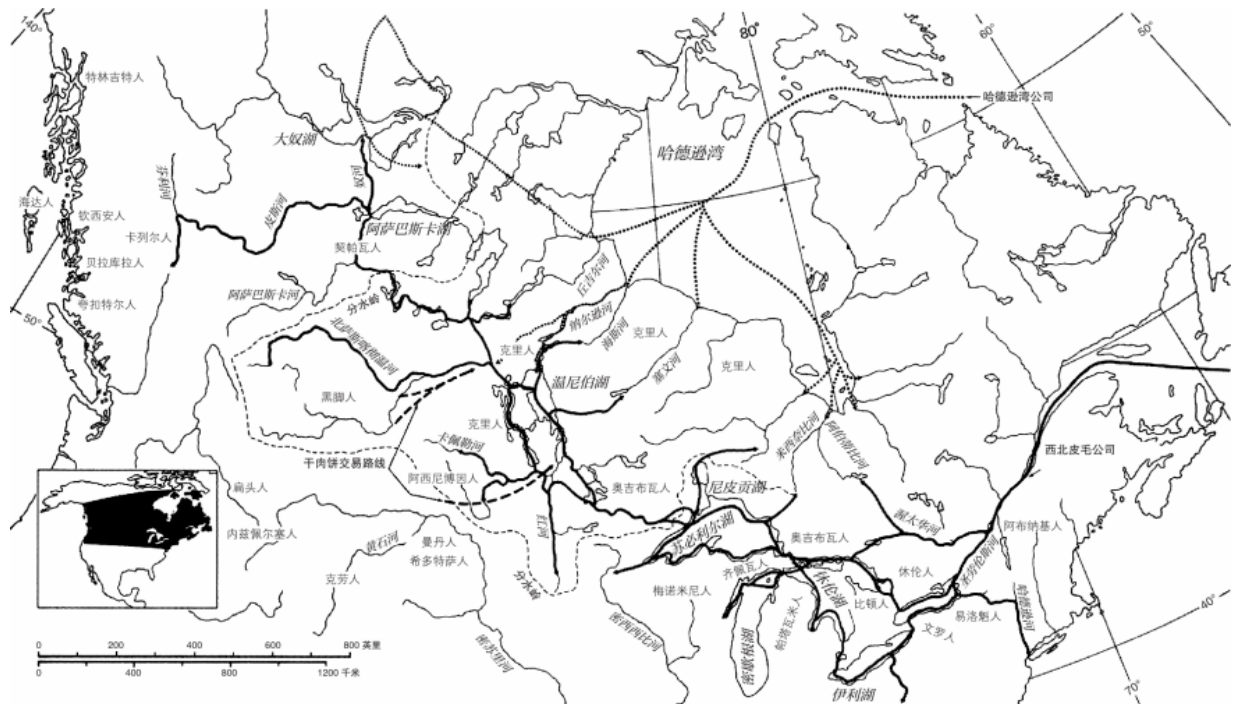 140°
80°
60°
50°
特林吉特人
哈德逊湾公司
大奴湖
哈德逊湾
芬利河
奴河
海达人
钦西安人
皮斯河
阿萨巴斯卡湖
卡列尔人
契帕瓦人
贝拉库拉人
丘吉尔河
阿萨巴斯卡河
夸扣特尔人
分水岭
纳尔逊河
50°
海斯河
克里人
北萨斯喀彻温河
克里人
塞文河
克里人
温尼伯湖
黑脚人
克里人
卡佩勒河
米西奈比河
阿伯蒂比河
西北皮毛公司
干肉饼交易路线
阿西尼博因人
奥吉布瓦人
尼皮贡湖
扁头人
红河
渥太华河
内兹佩尔塞人
苏必利尔湖
奥吉布瓦人
阿布纳基人
黄石河
曼丹人
希多特萨人
齐佩瓦人
休伦人
圣劳伦斯河
克劳人
分水岭
梅诺米尼人
休伦湖
比顿人
哈德逊河
40°
帕塔瓦米人
易洛魁人
文罗人
密苏里河
密西西比河
密歇根湖
伊利湖
70°
0 200 400 600 800 英里
0 400 800 1200 千米